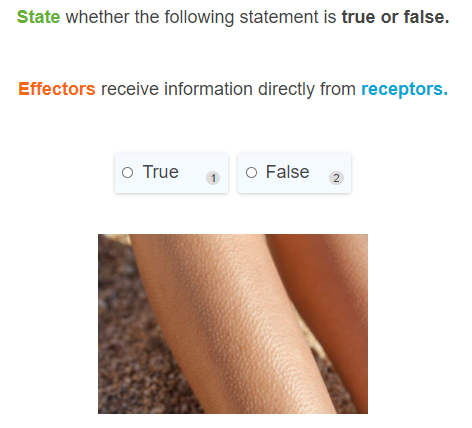 State whether the following statement is true or false.
Effectors receive information directly from receptors.
True 1 False 2